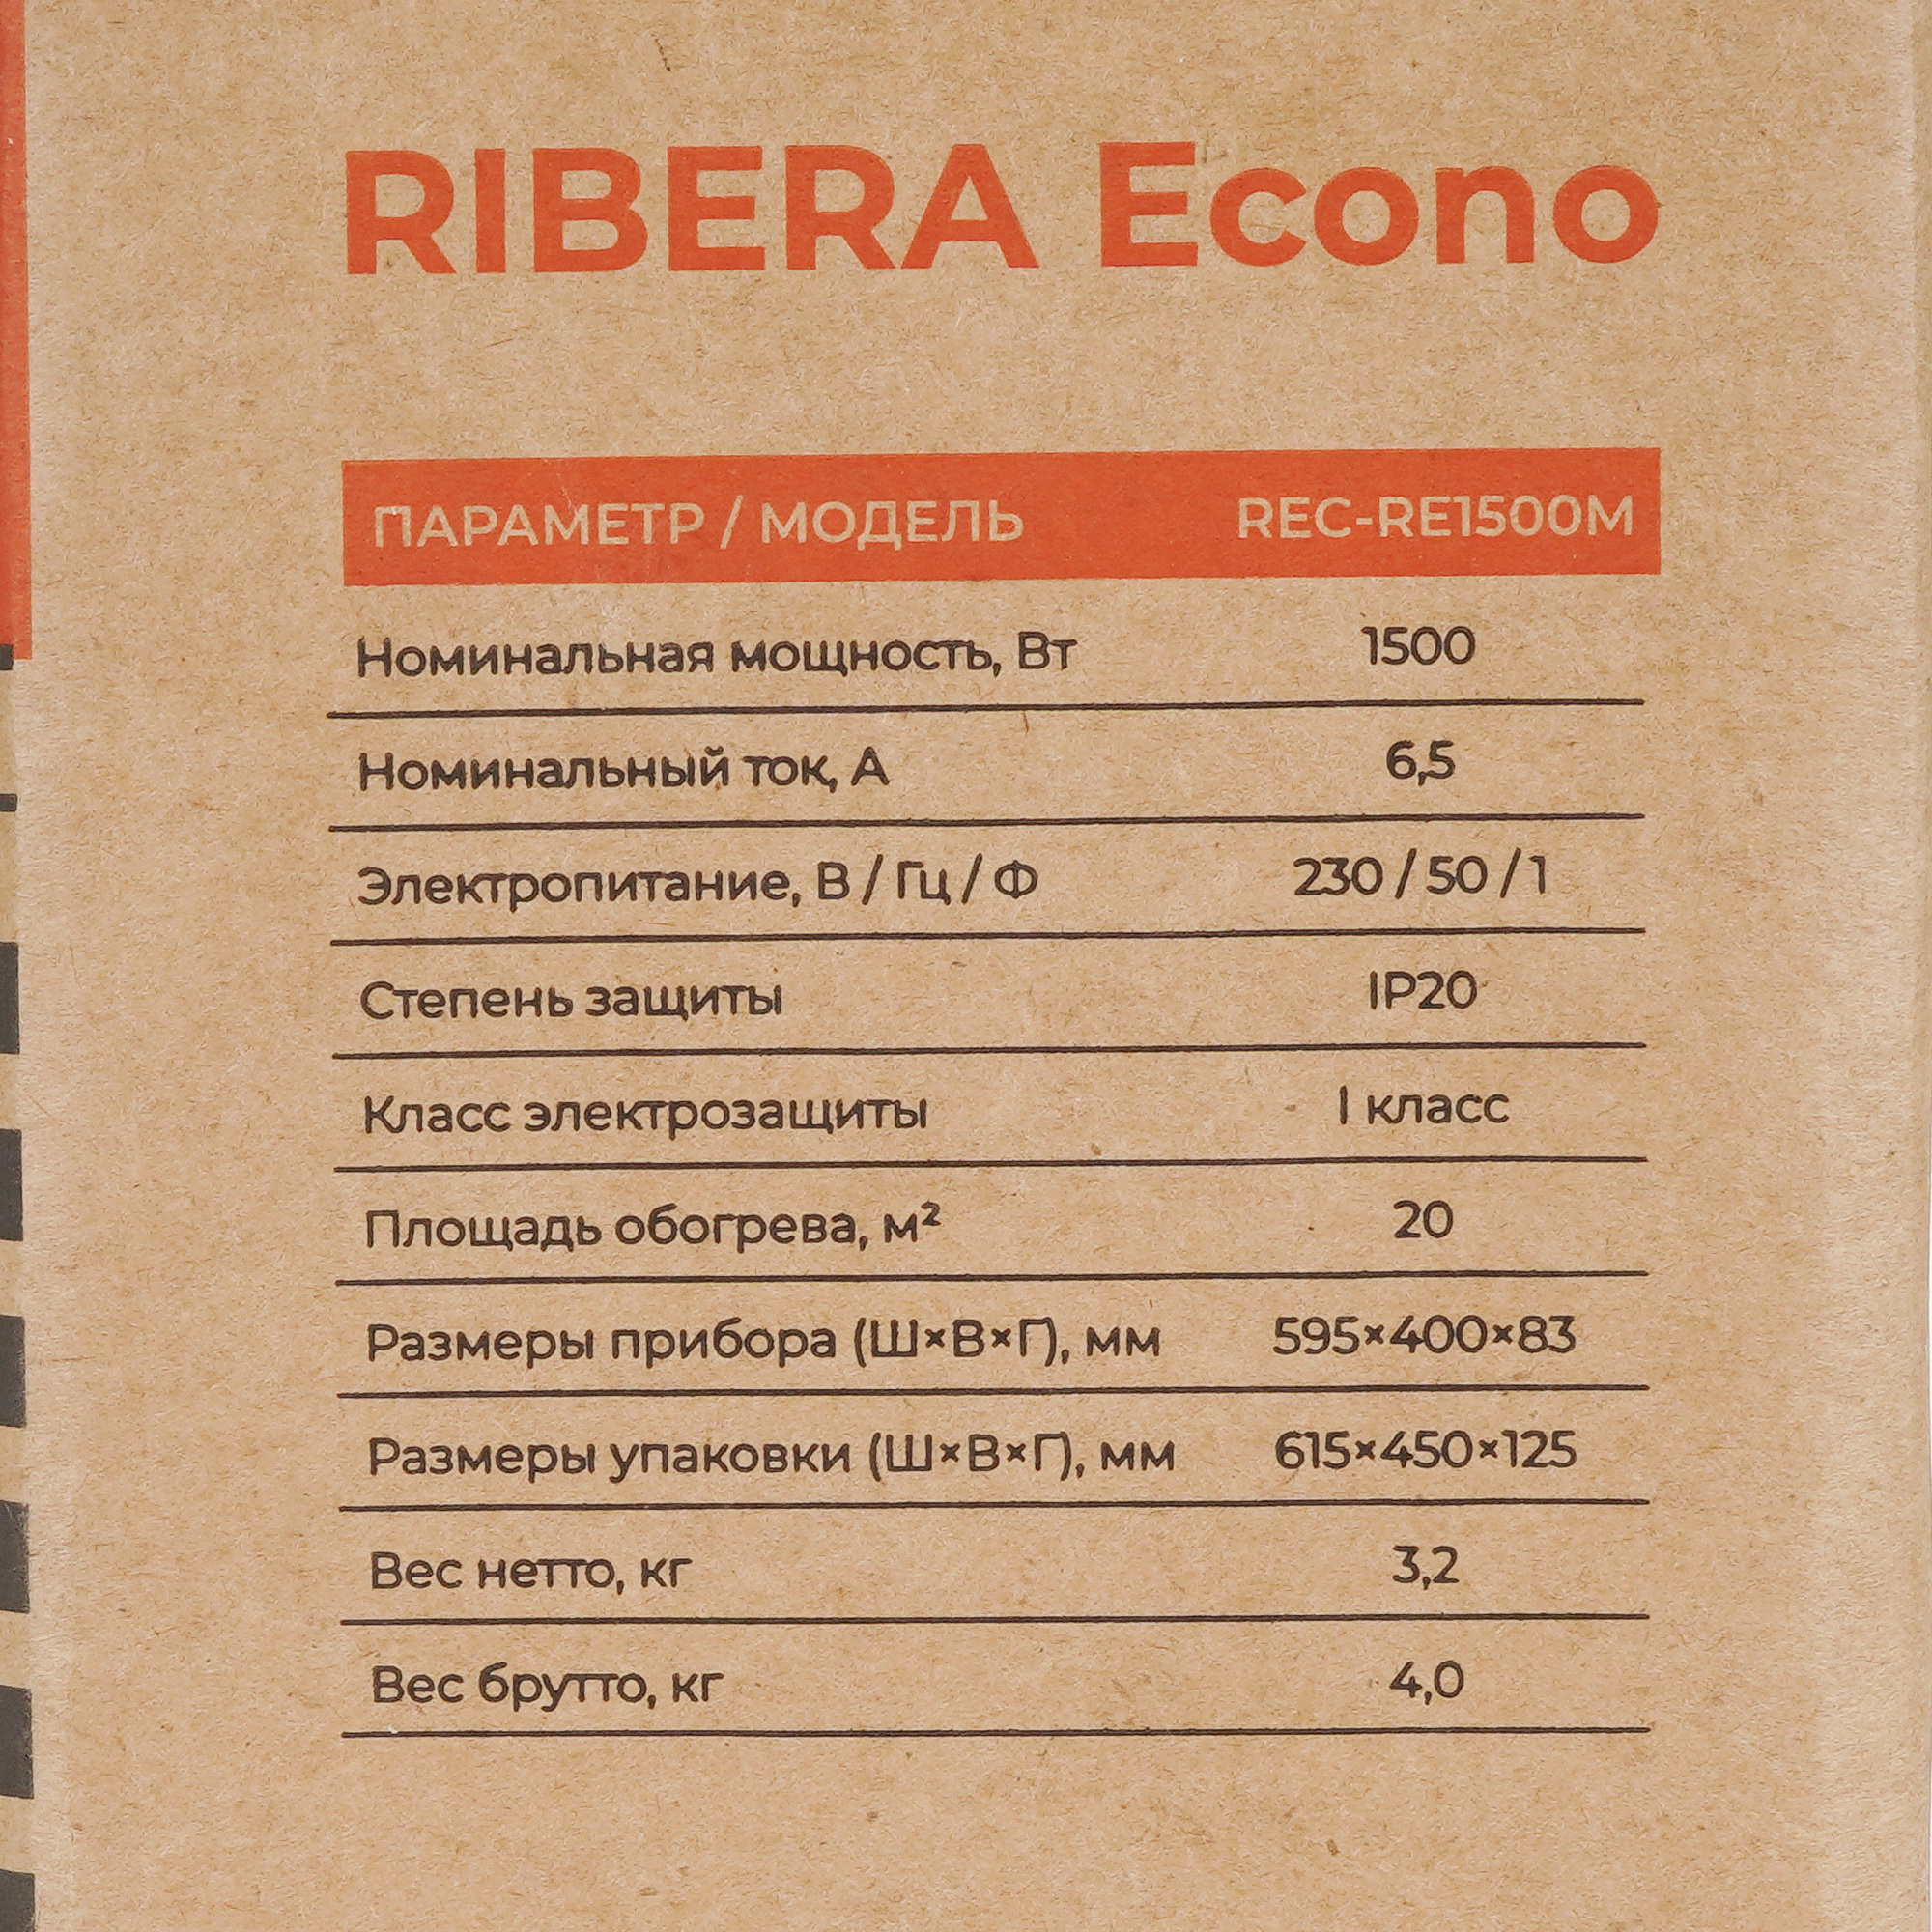 RIBERA Econo
ПАРАМЕТР / МОДЕЛЬ REC-RE1500M
Номинальная мощность, Вт 1500
Номинальный ток, А 6,5
Электропитание, В / Гц / Ф 230 / 50 / 1
Степень защиты IP20
Класс электрозащиты I класс
Площадь обогрева, м² 20
Размеры прибора (Ш×В×Г), мм 595×400×83
Размеры упаковки (Ш×В×Г), мм 615×450×125
Вес нетто, кг 3,2
Вес брутто, кг 4,0